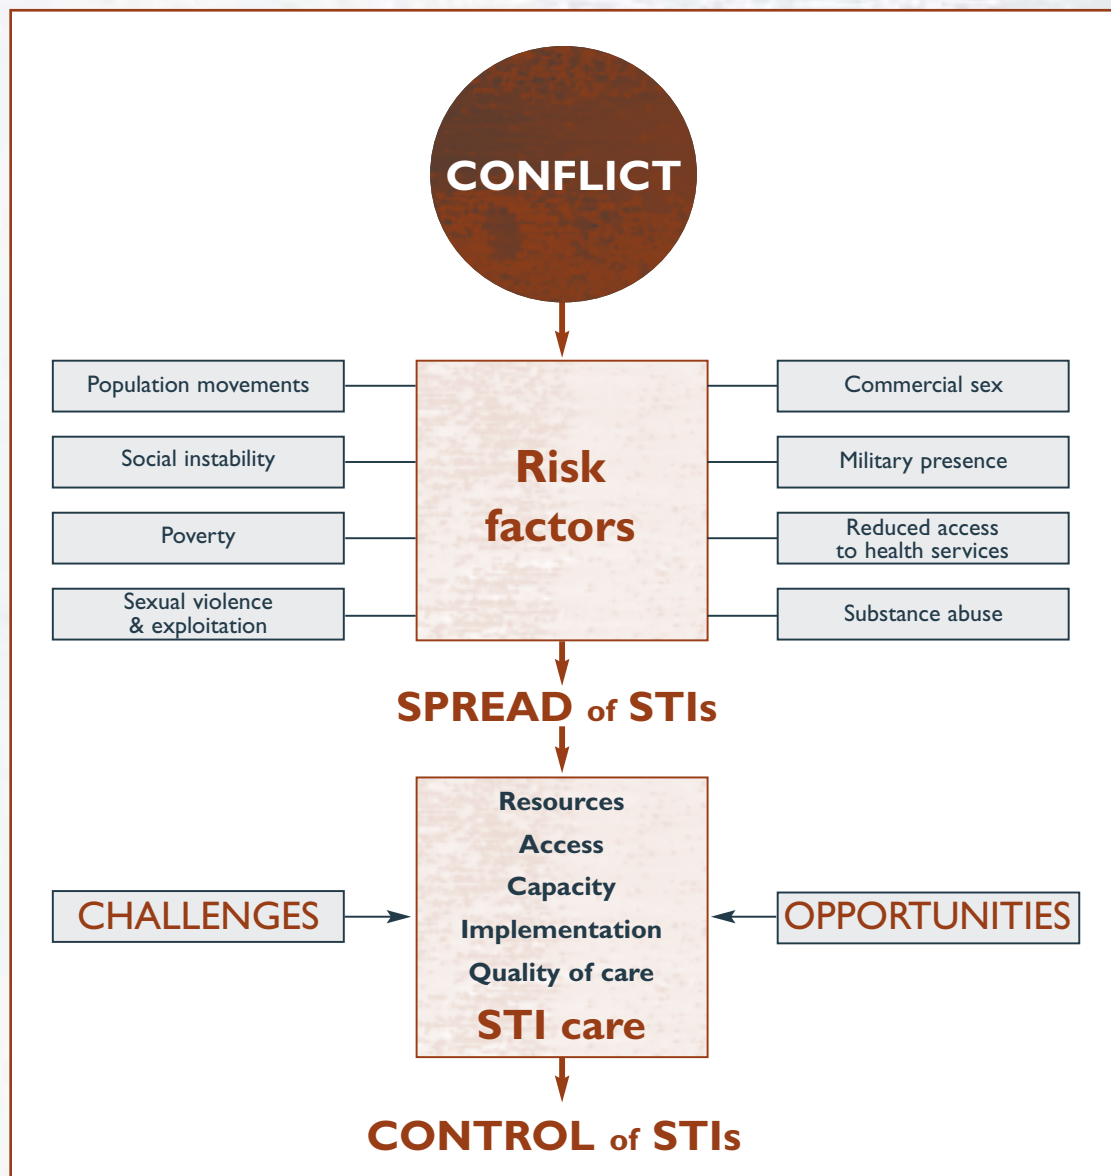 CONFLICT
Population movements
Social instability
Poverty
Sexual violence
& exploitation
Risk
factors
Commercial sex
Military presence
Reduced access
to health services
Substance abuse
SPREAD of STIs
CHALLENGES
Resources
Access
Capacity
Implementation
Quality of care
STI care
OPPORTUNITIES
CONTROL of STIs